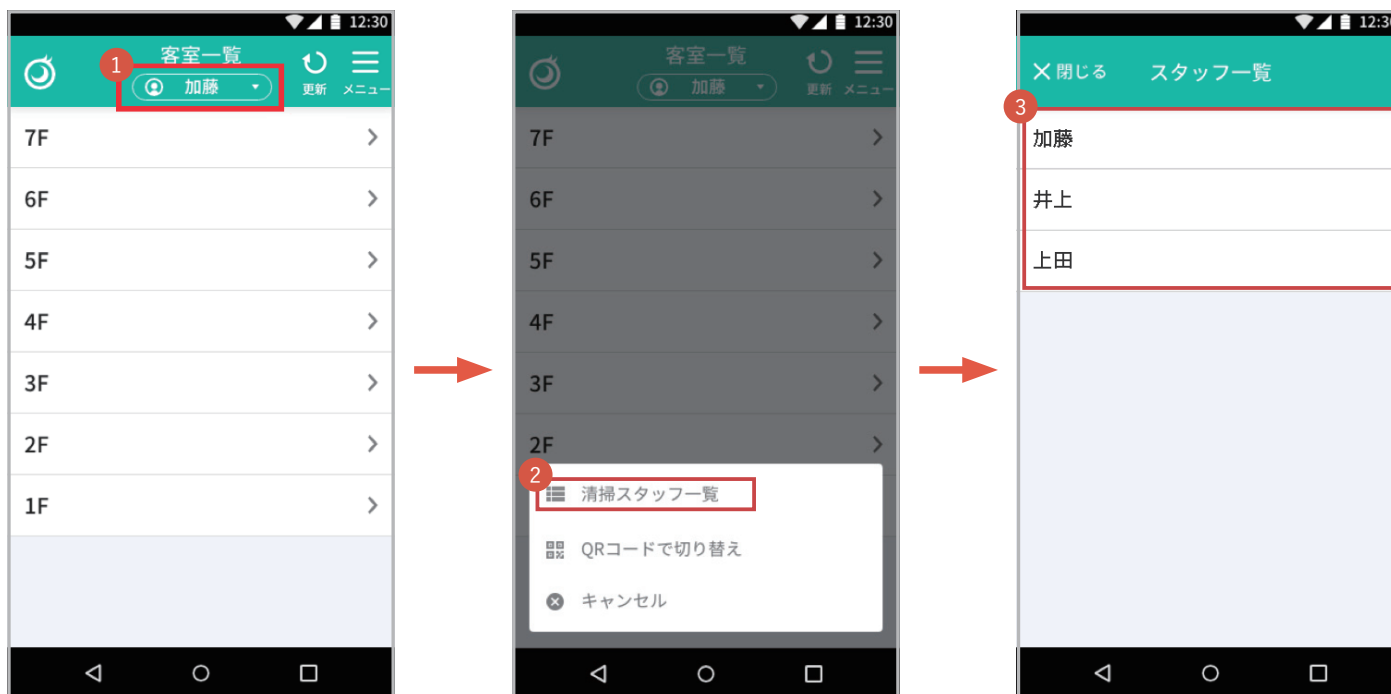 12:30
客室一覧
1
加藤
更新
メニュー
7F
6F
5F
4F
3F
2F
1F
12:30
客室一覧
加藤
更新
メニュー
7F
6F
5F
4F
3F
2F
2
清掃スタッフ一覧
QRコードで切り替え
キャンセル
12:30
閉じる
スタッフ一覧
3
加藤
井上
上田